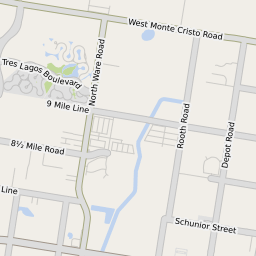 West Monte Cristo Road
North Ware Road
Tres Lagos Boulevard
9 Mile Line
Rooth Road
Depot Road
8½ Mile Road
Line
Schunior Street